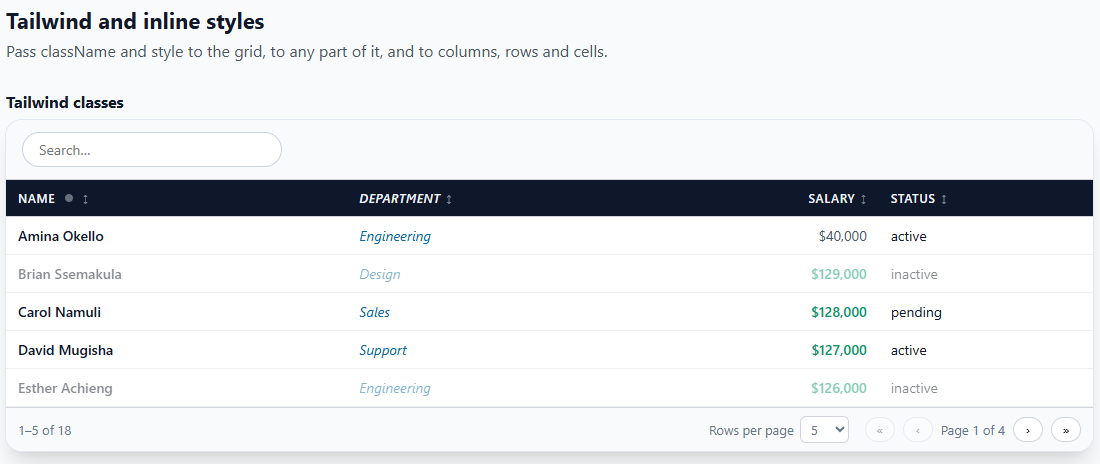 Tailwind and inline styles
Pass className and style to the grid, to any part of it, and to columns, rows and cells.
Tailwind classes
Search...
NAME ↕ DEPARTMENT ↕ SALARY ↕ STATUS ↕
Amina Okello Engineering $40,000 active
Brian Ssemakula Design $129,000 inactive
Carol Namuli Sales $128,000 pending
David Mugisha Support $127,000 active
Esther Achieng Engineering $126,000 inactive
1–5 of 18 Rows per page 5 « ‹ Page 1 of 4 › »